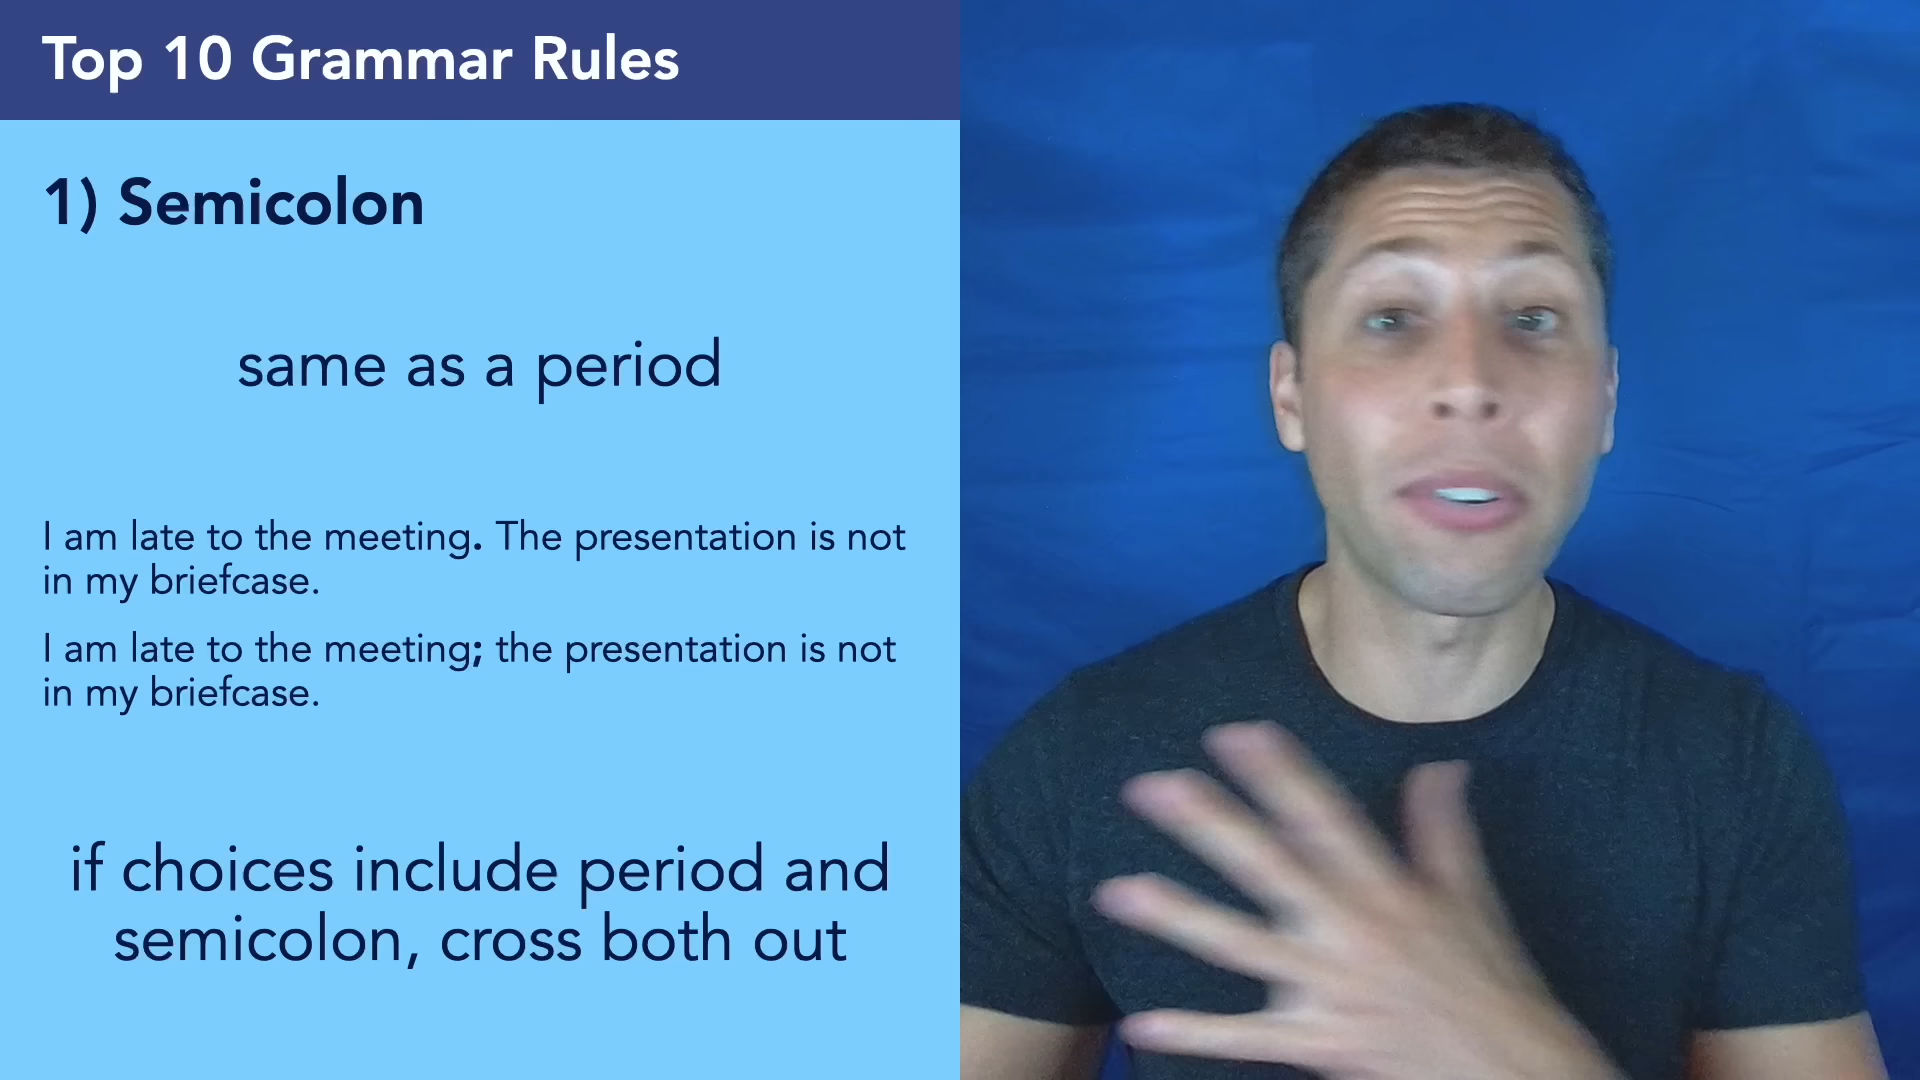 Top 10 Grammar Rules
1) Semicolon
same as a period
I am late to the meeting. The presentation is not
in my briefcase.
I am late to the meeting; the presentation is not
in my briefcase.
if choices include period and
semicolon, cross both out